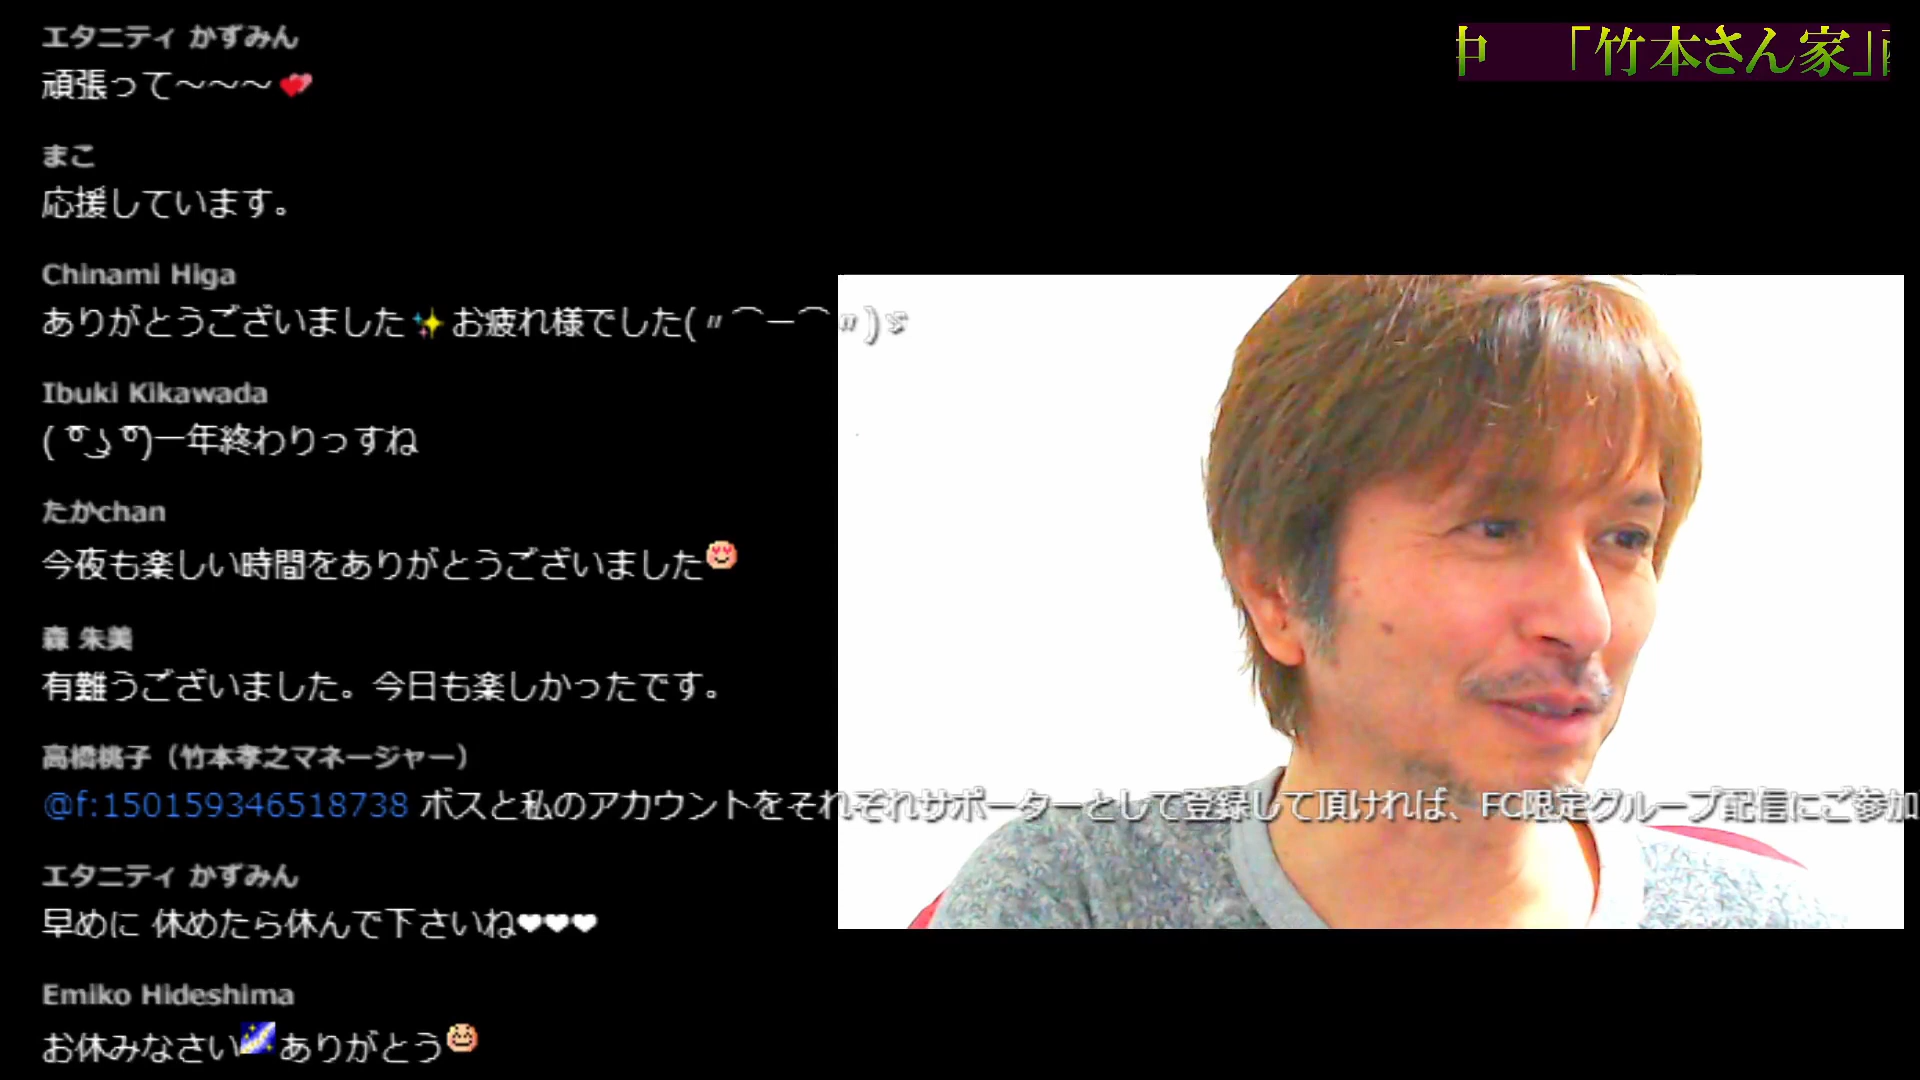 中 「竹本さん家」
エタニティ かずみん
頑張って～～～💕
まこ
応援しています。
Chinami Higa
ありがとうございました✨お疲れ様でした(〃⌒ー⌒〃)ゞ
Ibuki Kikawada
( ͡° ͜ʖ ͡°)一年終わりっすね
たかchan
今夜も楽しい時間をありがとうございました😍
森 朱美
有難うございました。今日も楽しかったです。
高橋桃子（竹本孝之マネージャー）
@f:150159346518738 ボスと私のアカウントをそれぞれサポーターとして登録して頂ければ、FC限定グループ配信にご参加
エタニティ かずみん
早めに 休めたら休んで下さいね❤❤❤
Emiko Hideshima
お休みなさい🌌ありがとう😁